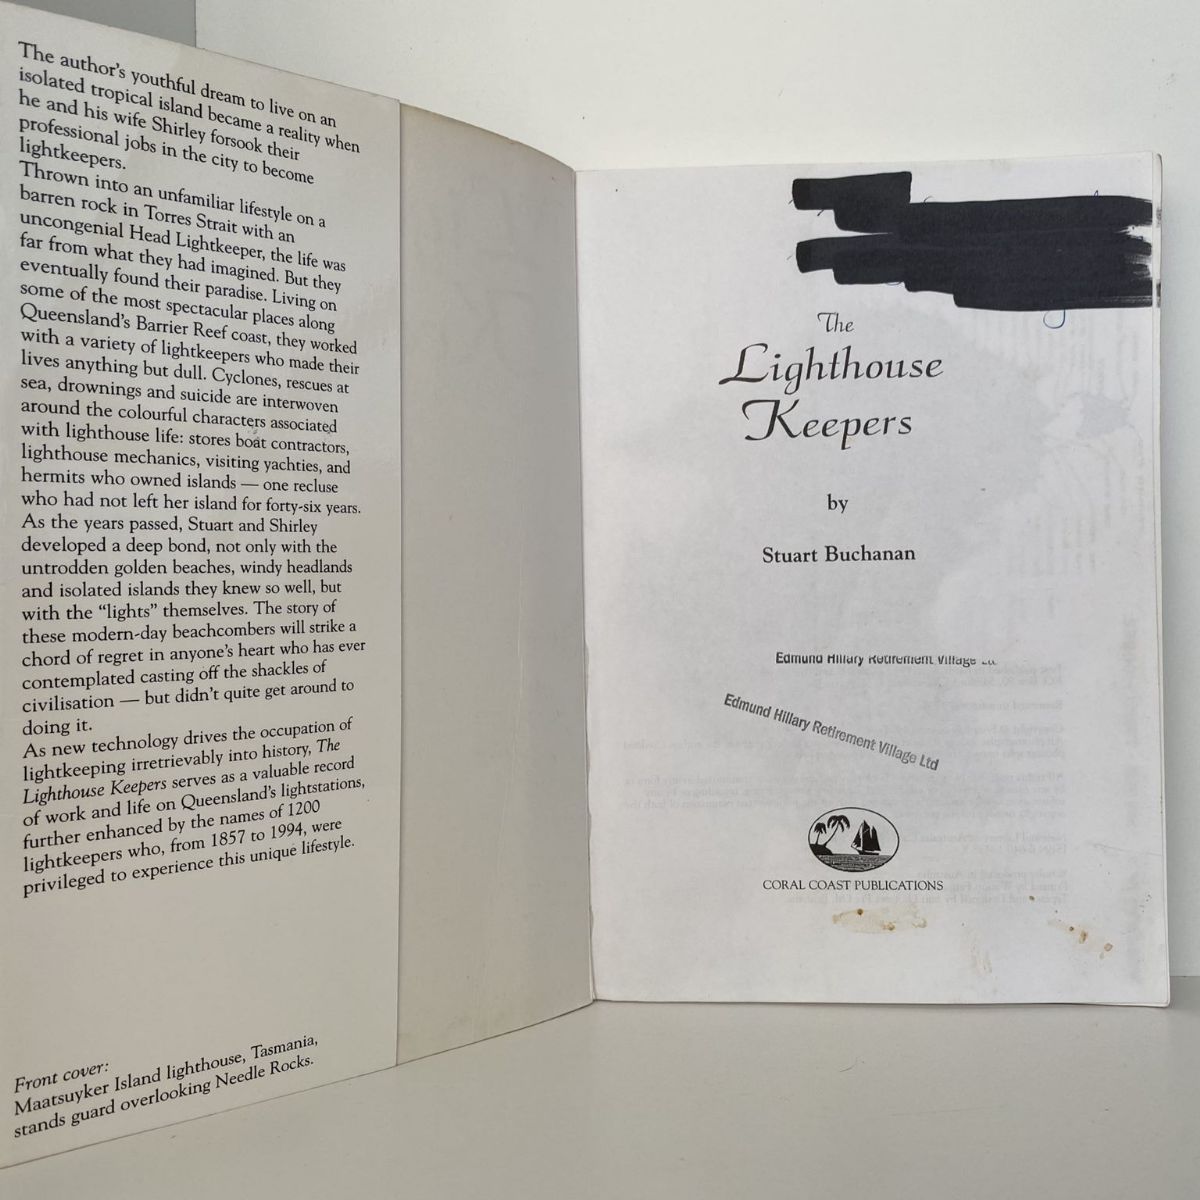 The author's youthful dream to live on an
isolated tropical island became a reality when
he and his wife Shirley forsook their
professional jobs in the city to become
lightkeepers.
Thrown into an unfamiliar lifestyle on a
barren rock in Torres Strait with an
uncongenial Head Lightkeeper, the life was
far from what they had imagined. But they
eventually found their paradise. Living on
some of the most spectacular places along
Queensland's Barrier Reef coast, they worked
with a variety of lightkeepers who made their
lives anything but dull. Cyclones, rescues at
sea, drownings and suicide are interwoven
around the colourful characters associated
with lighthouse life: stores boat contractors,
lighthouse mechanics, visiting yachties, and
hermits who owned islands — one recluse
who had not left her island for forty-six years.
As the years passed, Stuart and Shirley
developed a deep bond, not only with the
untrodden golden beaches, windy headlands
and isolated islands they knew so well, but
with the “lights” themselves. The story of
these modern-day beachcombers will strike a
chord of regret in anyone's heart who has ever
contemplated casting off the shackles of
civilisation — but didn't quite get around to
doing it.
As new technology drives the occupation of
lightkeeping irretrievably into history, The
Lighthouse Keepers serves as a valuable record
of work and life on Queensland's lightstations,
further enhanced by the names of 1200
lightkeepers who, from 1857 to 1994, were
privileged to experience this unique lifestyle.
Front cover:
Maatsuyker Island lighthouse, Tasmania,
stands guard overlooking Needle Rocks.
The
Lighthouse
Keepers
by
Stuart Buchanan
Edmund Hillary Retirement Village
Edmund Hillary Retirement Village Ltd
CORAL COAST PUBLICATIONS